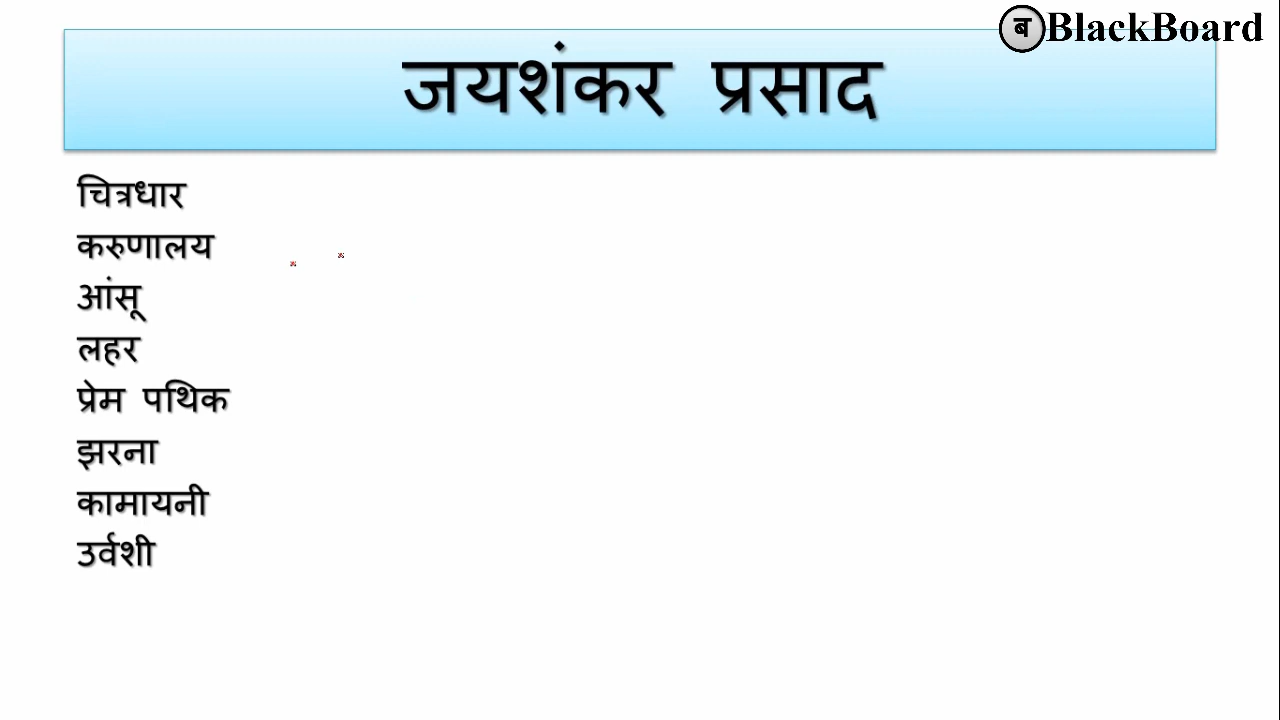 ब BlackBoard
जयशंकर प्रसाद
चित्रधार
करुणालय
आंसू
लहर
प्रेम पथिक
झरना
कामायनी
उर्वशी